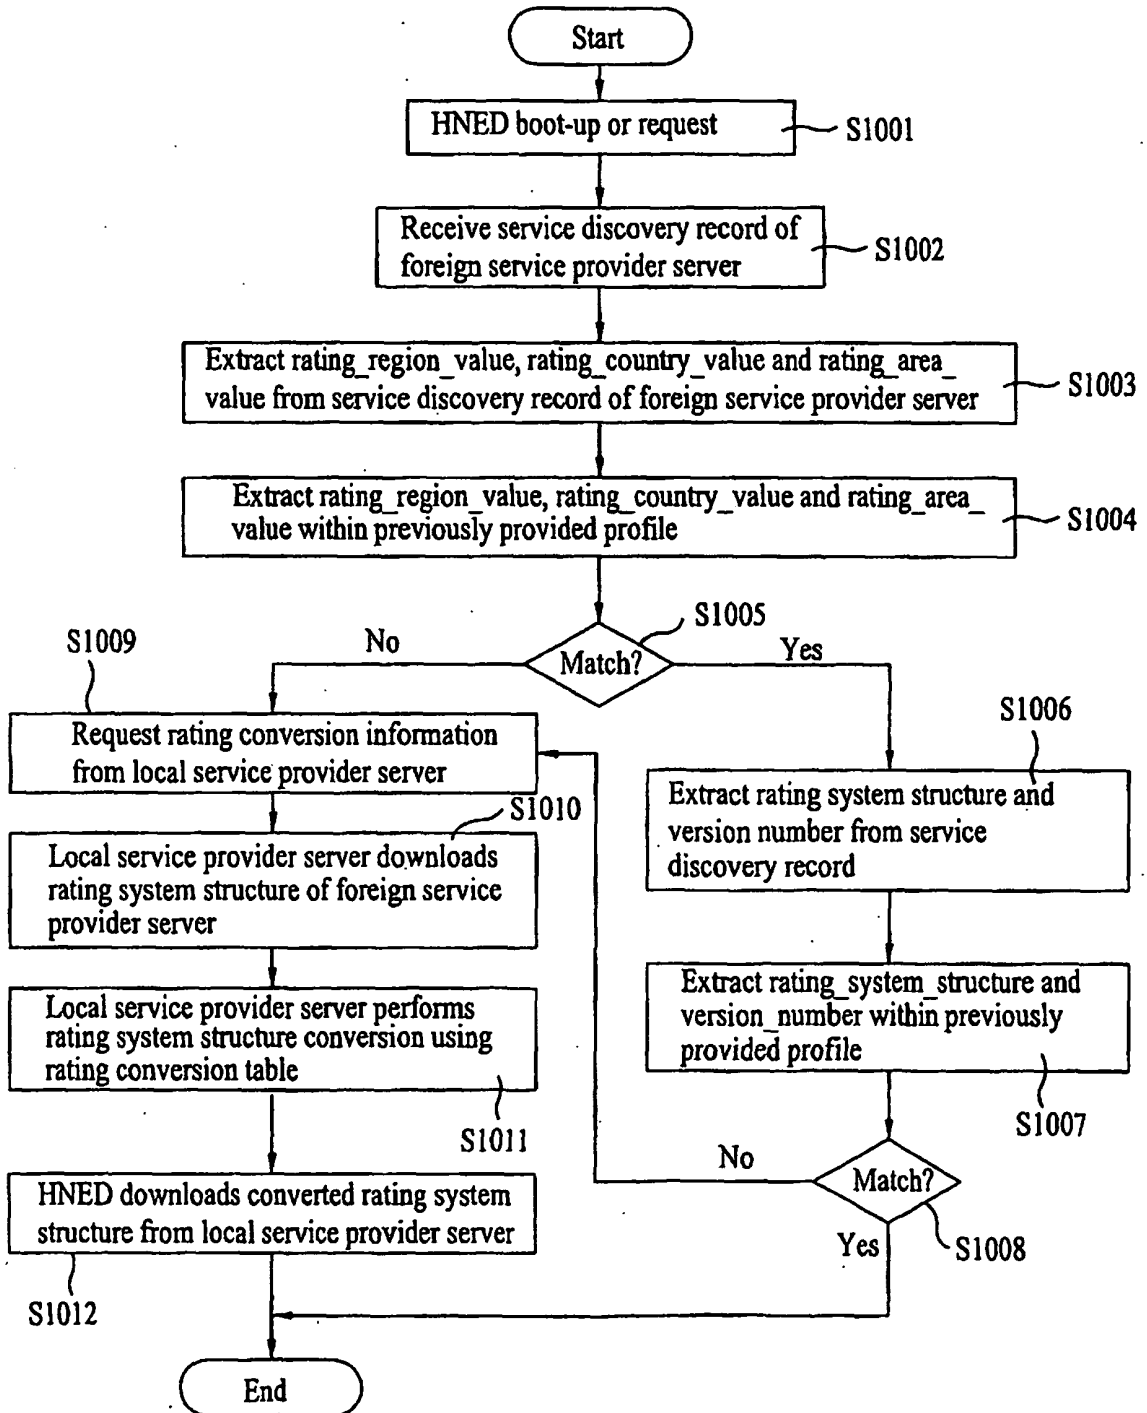 Start
HNED boot-up or request
S1001
Receive service discovery record of
foreign service provider server
S1002
Extract rating_region_value, rating_country_value and rating_area_
value from service discovery record of foreign service provider server
S1003
Extract rating_region_value, rating_country_value and rating_area_
value within previously provided profile
S1004
Match?
S1005
No
Yes
S1009
Request rating conversion information
from local service provider server
S1006
Extract rating system structure and
version number from service
discovery record
S1010
Local service provider server downloads
rating system structure of foreign service
provider server
Extract rating_system_structure and
version_number within previously
provided profile
S1007
Local service provider server performs
rating system structure conversion using
rating conversion table
S1011
No
Match?
S1008
Yes
HNED downloads converted rating system
structure from local service provider server
S1012
End